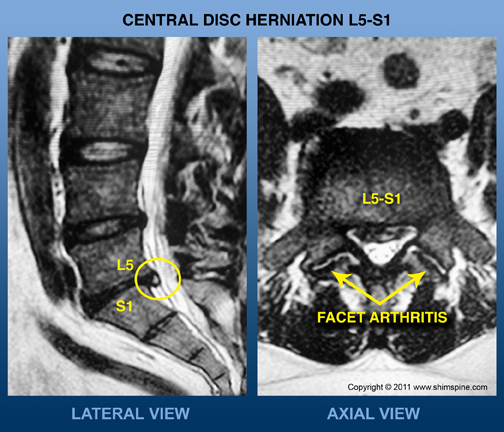 CENTRAL DISC HERNIATION L5-S1
L5
S1
L5-S1
FACET ARTHRITIS
Copyright © 2011 www.shimspine.com
LATERAL VIEW
AXIAL VIEW